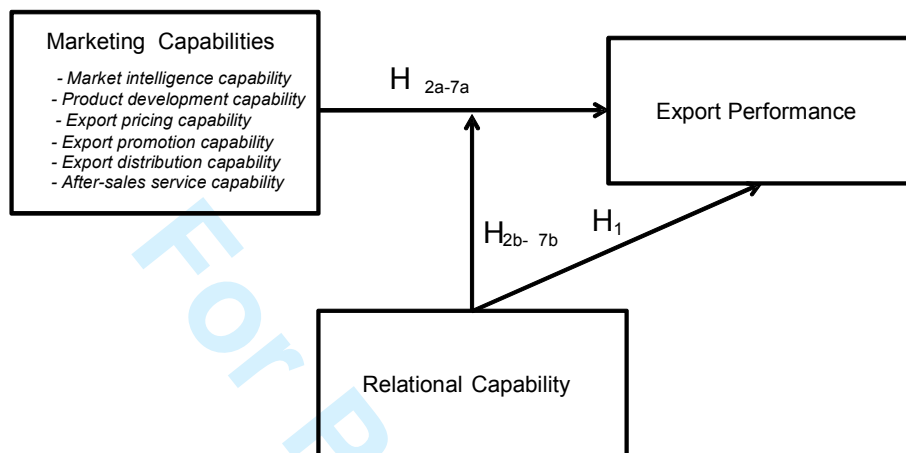 Marketing Capabilities
- Market intelligence capability
- Product development capability
- Export pricing capability
- Export promotion capability
- Export distribution capability
- After-sales service capability
H 2a-7a
Export Performance
H2b- 7b
H1
Relational Capability
For P